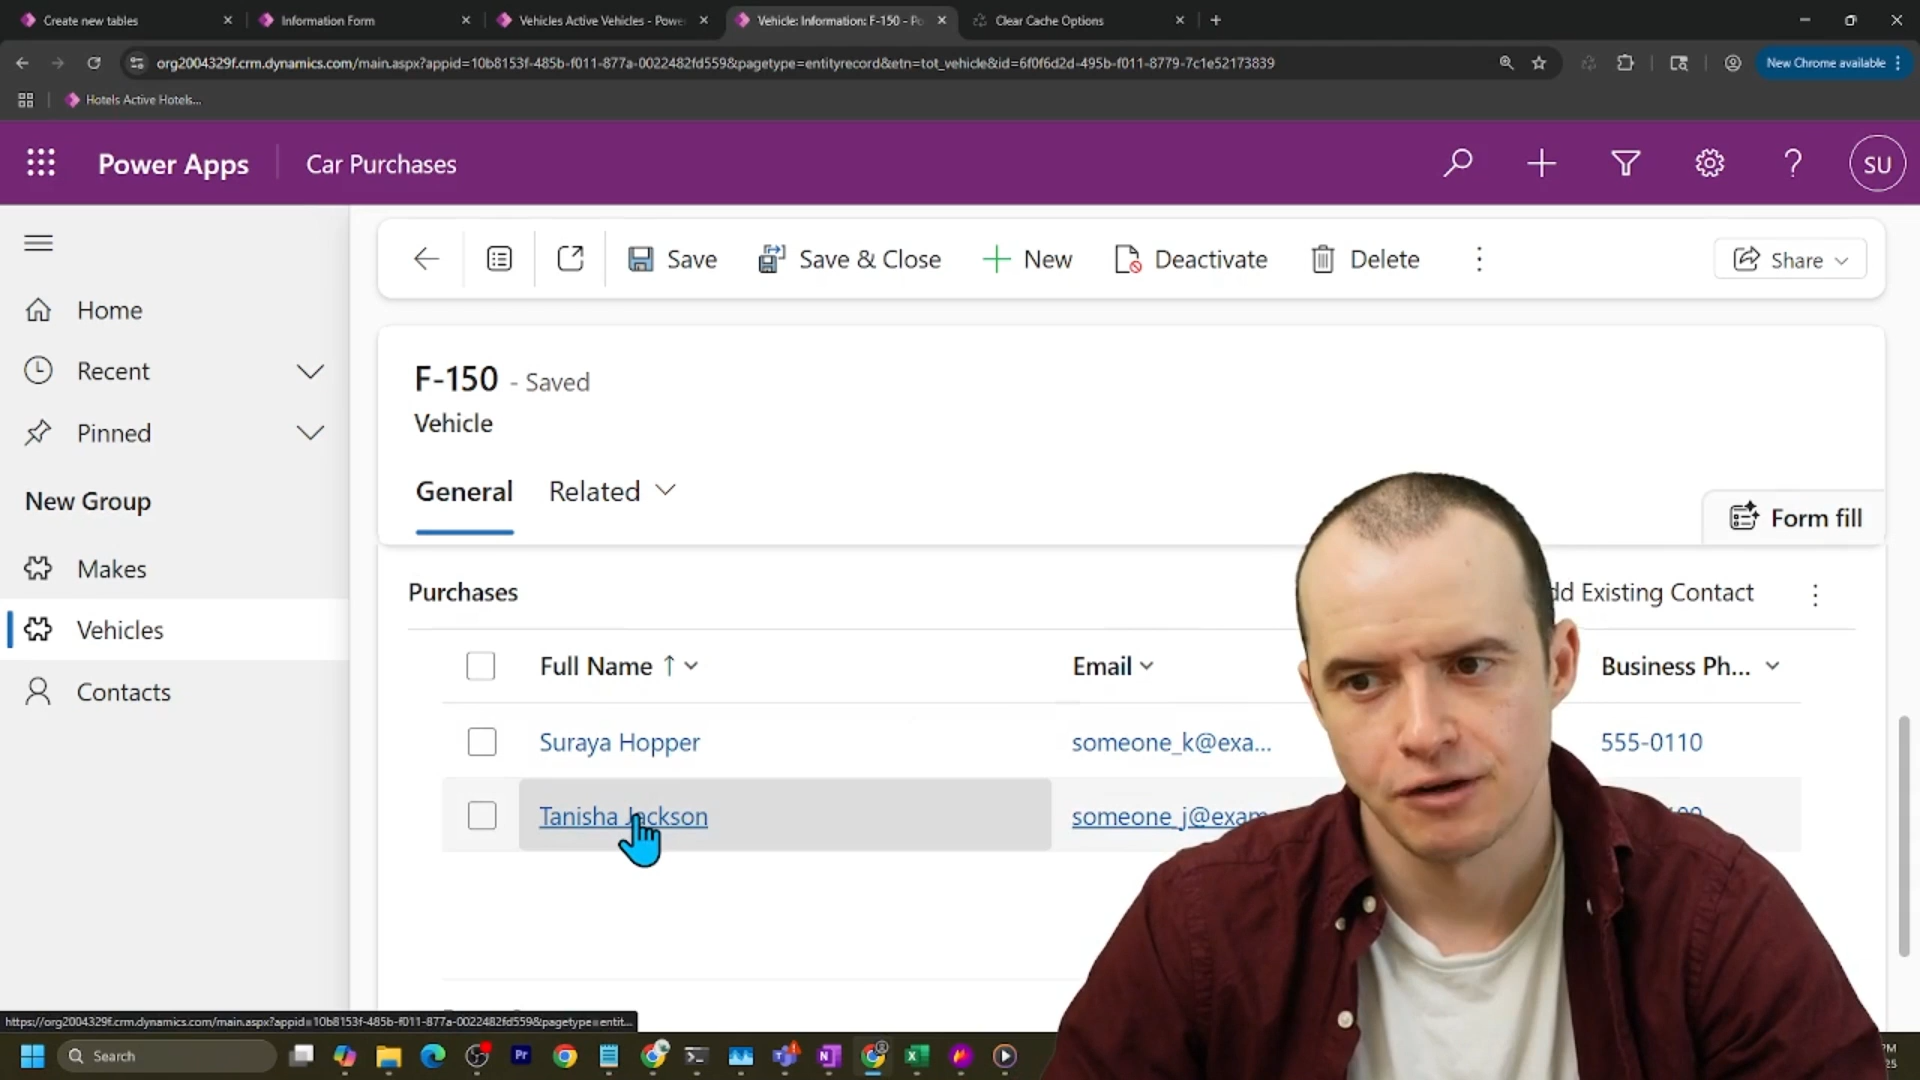 Create new tables
Information Form
Vehicles Active Vehicles - Powe
Vehicle: Information: F-150 - Po
Clear Cache Options
org2004329f.crm.dynamics.com/main.aspx?appid=10b8153f-485b-f011-877a-0022482fd559&pagetype=entityrecord&etn=tot_vehicle&id=6f0f6d2d-495b-f011-8779-7c1e52173839
New Chrome available
Hotels Active Hotels...
Power Apps
Car Purchases
SU
Save
Save & Close
New
Deactivate
Delete
Share
Home
Recent
Pinned
New Group
Makes
Vehicles
Contacts
F-150 - Saved
Vehicle
General
Related
Form fill
Purchases
dd Existing Contact
Full Name
Email
Business Ph...
Suraya Hopper
someone_k@exa...
555-0110
Tanisha Jackson
someone_j@exam
https://org2004329f.crm.dynamics.com/main.aspx?appid=10b8153f-485b-f011-877a-0022482fd559&pagetype=entit...
Search
Pr
PM
25